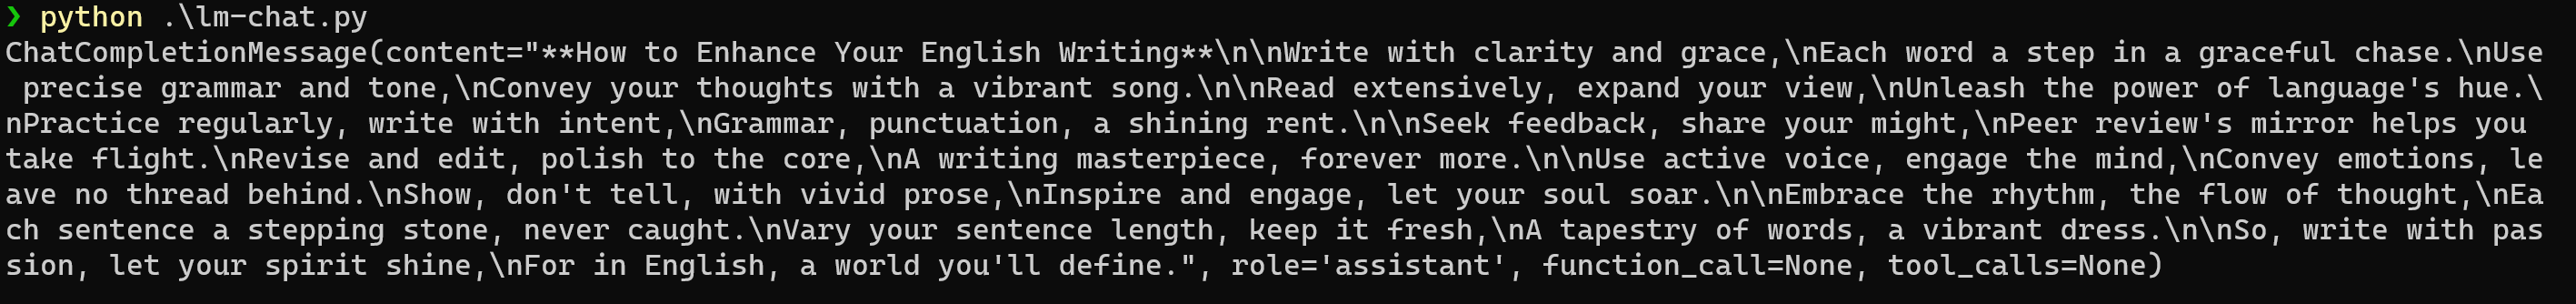 ❯ python .\lm-chat.py
ChatCompletionMessage(content="**How to Enhance Your English Writing**\n\nWrite with clarity and grace,\nEach word a step in a graceful chase.\nUse
 precise grammar and tone,\nConvey your thoughts with a vibrant song.\n\nRead extensively, expand your view,\nUnleash the power of language's hue.\
nPractice regularly, write with intent,\nGrammar, punctuation, a shining rent.\n\nSeek feedback, share your might,\nPeer review's mirror helps you 
take flight.\nRevise and edit, polish to the core,\nA writing masterpiece, forever more.\n\nUse active voice, engage the mind,\nConvey emotions, le
ave no thread behind.\nShow, don't tell, with vivid prose,\nInspire and engage, let your soul soar.\n\nEmbrace the rhythm, the flow of thought,\nEa
ch sentence a stepping stone, never caught.\nVary your sentence length, keep it fresh,\nA tapestry of words, a vibrant dress.\n\nSo, write with pas
sion, let your spirit shine,\nFor in English, a world you'll define.", role='assistant', function_call=None, tool_calls=None)